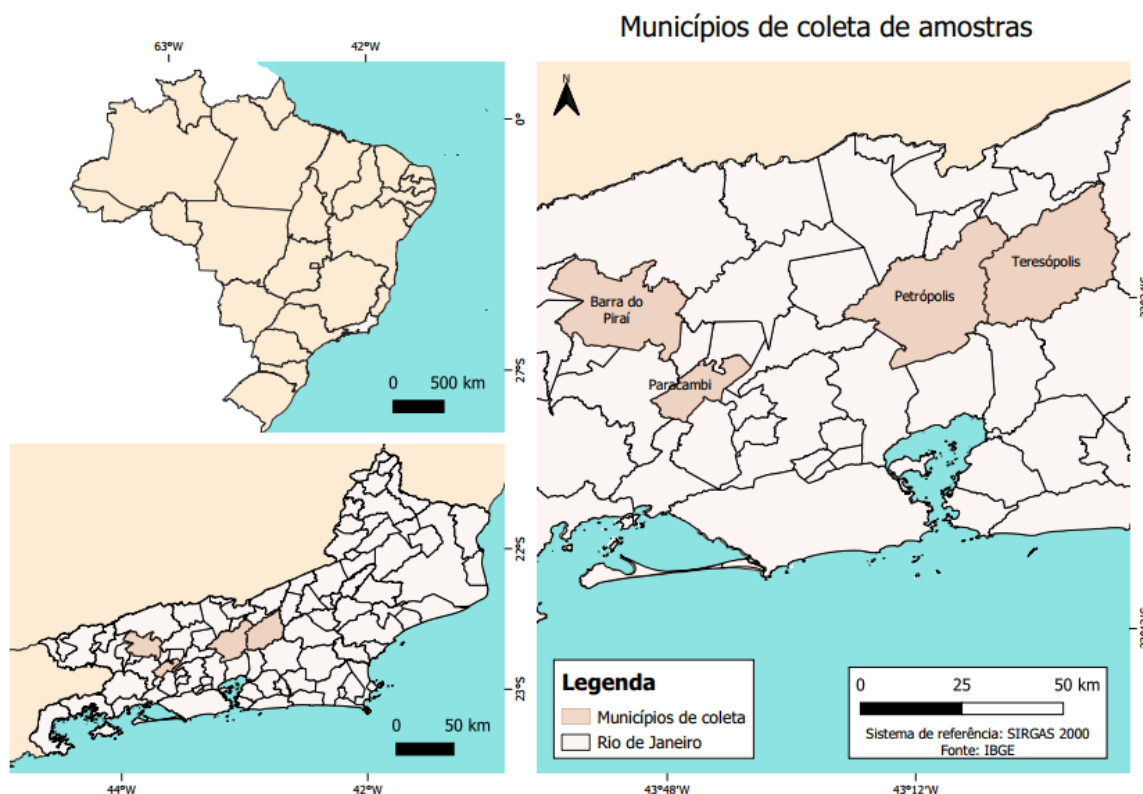 Municípios de coleta de amostras
63°W
42°W
0°
27°S
0
500 km
22°S
23°S
0
50 km
44°W
42°W
N
Teresópolis
Petrópolis
Barra do
Piraí
Paracambi
Legenda
Municípios de coleta
Rio de Janeiro
0
25
50 km
Sistema de referência: SIRGAS 2000
Fonte: IBGE
43°48'W
43°12'W